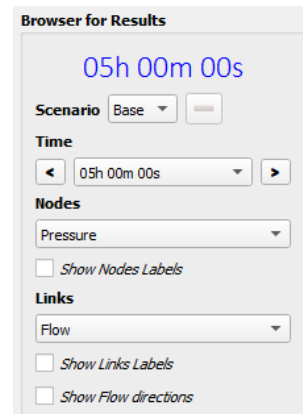 Browser for Results
05h 00m 00s
Scenario Base
Time
< 05h 00m 00s >
Nodes
Pressure
Show Nodes Labels
Links
Flow
Show Links Labels
Show Flow directions